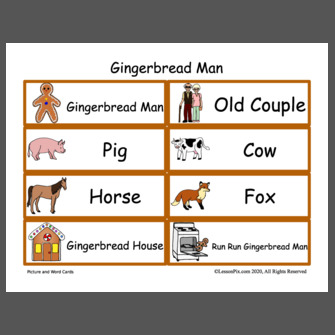 Gingerbread Man
Gingerbread Man
Old Couple
Pig
Cow
Horse
Fox
Gingerbread House
Run Run Gingerbread Man
Picture and Word Cards
©LessonPix.com 2020, All Rights Reserved